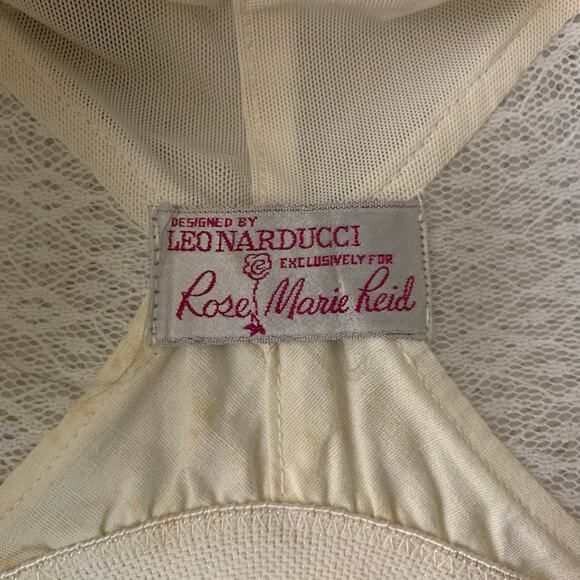 DESIGNED BY
LEO NARDUCCI
EXCLUSIVELY FOR
Rose Marie Reid